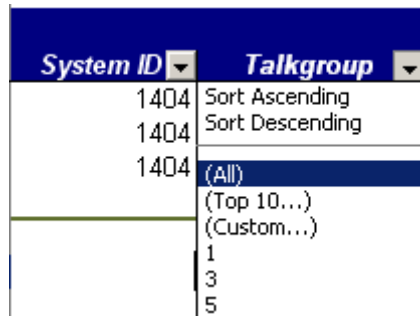 System ID Talkgroup
1404 Sort Ascending
1404 Sort Descending
1404 (All)
(Top 10...)
(Custom...)
1
3
5